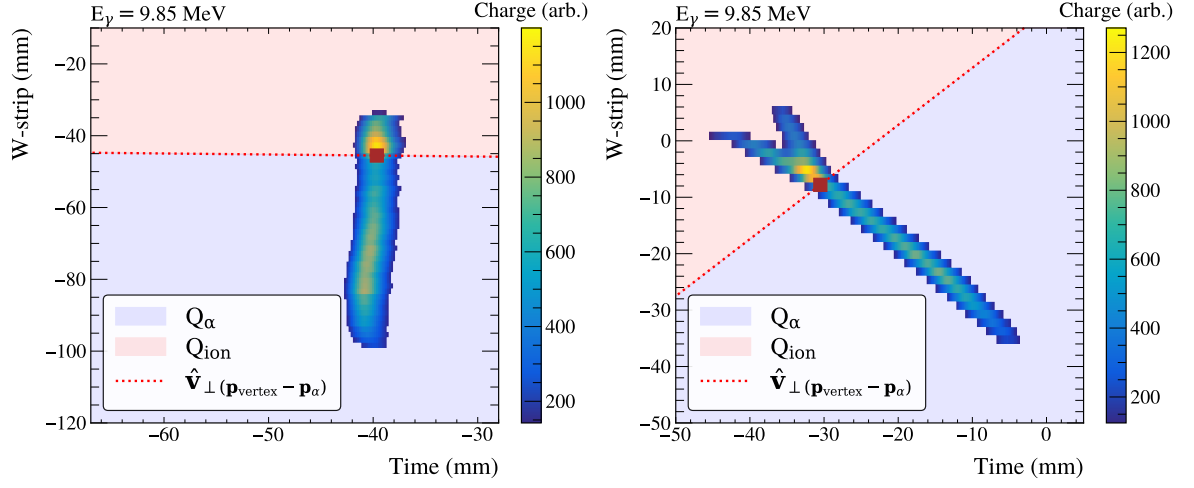 E_γ = 9.85 MeV
Charge (arb.)
W-strip (mm)
−20
−40
−60
−80
−100
−120
−60
−50
−40
−30
Time (mm)
1000
800
600
400
200
Q_α
Q_ion
v̂_⊥ (p_vertex − p_α)
E_γ = 9.85 MeV
Charge (arb.)
W-strip (mm)
20
10
0
−10
−20
−30
−40
−50
−50
−40
−30
−20
−10
0
Time (mm)
1200
1000
800
600
400
200
Q_α
Q_ion
v̂_⊥ (p_vertex − p_α)